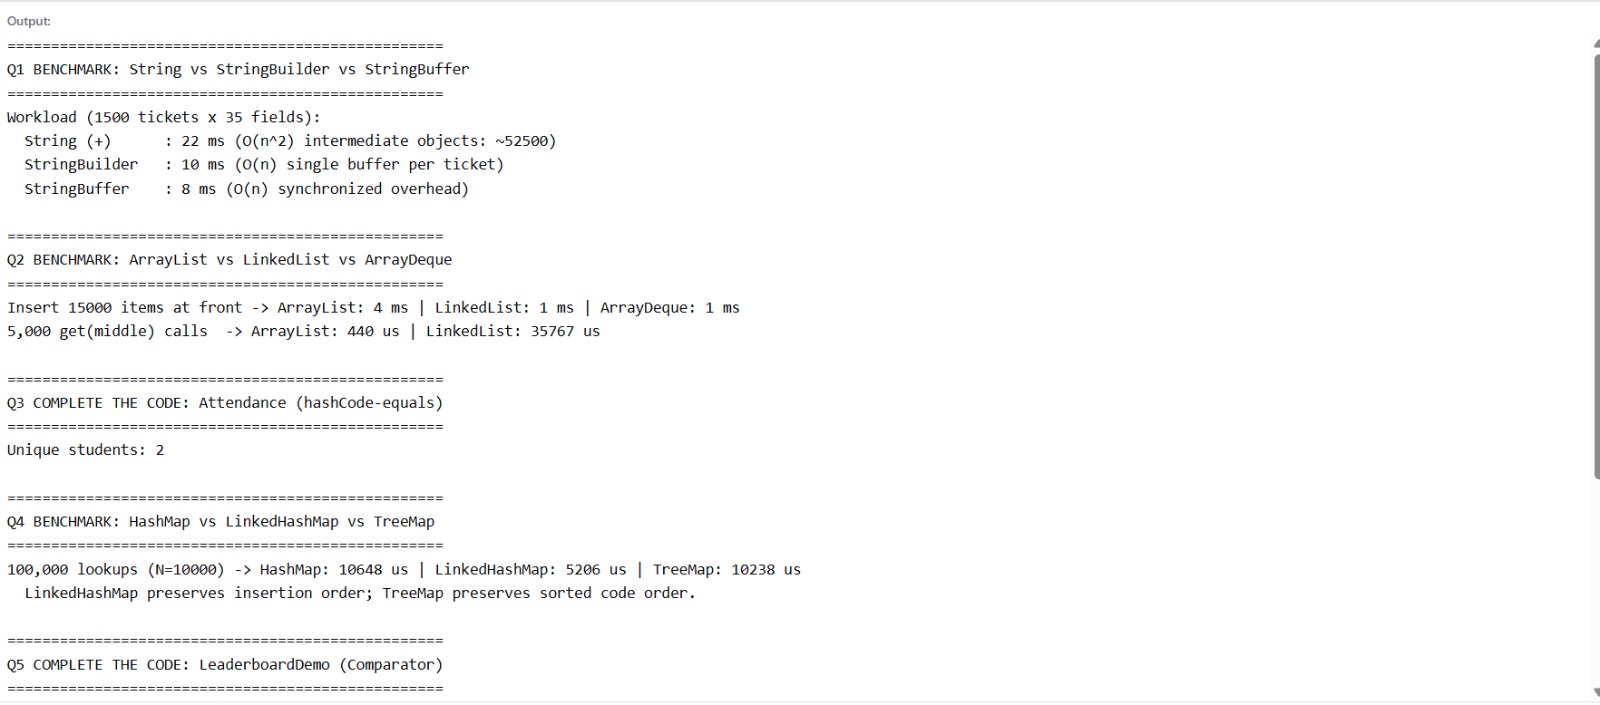 Output:
==================================================
Q1 BENCHMARK: String vs StringBuilder vs StringBuffer
==================================================
Workload (1500 tickets x 35 fields):
  String (+)      : 22 ms (O(n^2) intermediate objects: ~52500)
  StringBuilder   : 10 ms (O(n) single buffer per ticket)
  StringBuffer    : 8 ms (O(n) synchronized overhead)

==================================================
Q2 BENCHMARK: ArrayList vs LinkedList vs ArrayDeque
==================================================
Insert 15000 items at front -> ArrayList: 4 ms | LinkedList: 1 ms | ArrayDeque: 1 ms
5,000 get(middle) calls  -> ArrayList: 440 us | LinkedList: 35767 us

==================================================
Q3 COMPLETE THE CODE: Attendance (hashCode-equals)
==================================================
Unique students: 2

==================================================
Q4 BENCHMARK: HashMap vs LinkedHashMap vs TreeMap
==================================================
100,000 lookups (N=10000) -> HashMap: 10648 us | LinkedHashMap: 5206 us | TreeMap: 10238 us
  LinkedHashMap preserves insertion order; TreeMap preserves sorted code order.

==================================================
Q5 COMPLETE THE CODE: LeaderboardDemo (Comparator)
==================================================